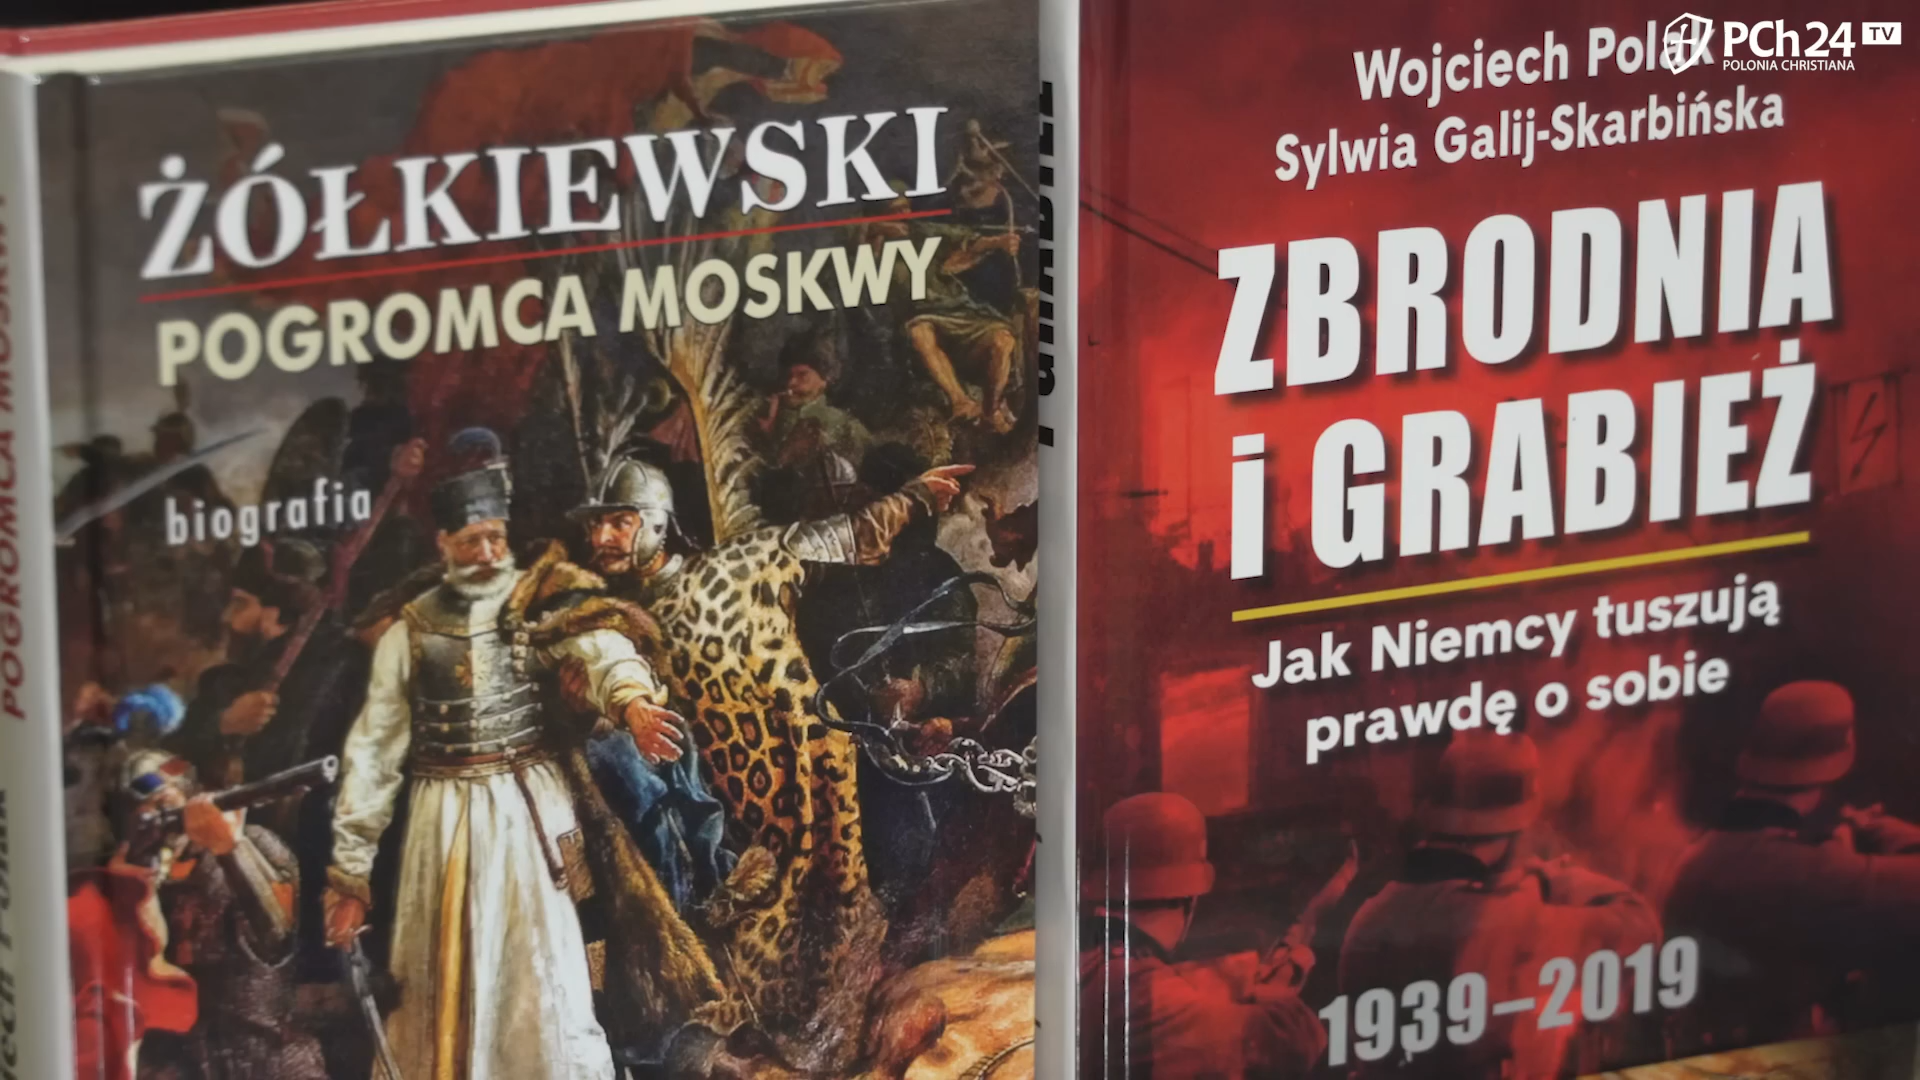 ŻÓŁKIEWSKI
POGROMCA MOSKWY
biografia
POGROMCA MOSKWY
Wojciech Polak
Sylwia Galij-Skarbińska
ZBRODNIA
i GRABIEŻ
Jak Niemcy tuszują
prawdę o sobie
1939–2019
PCh24 TV
POLONIA CHRISTIANA